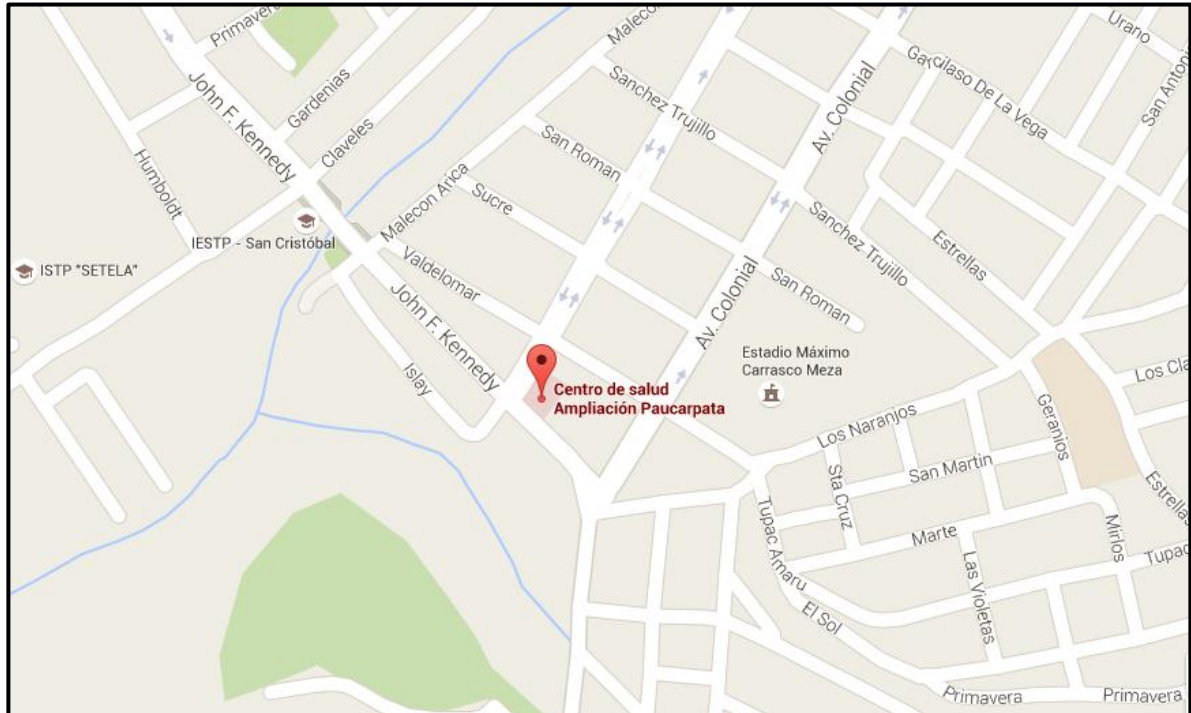 Primavera
Malecon
Urano
John F. Kennedy
Gardenias
Claveles
Sanchez Trujillo
Av. Colonial
Garcilaso De La Vega
San Antonio
Humboldt
San Roman
Malecon Arica
Sucre
IESTP - San Cristóbal
ISTP "SETELA"
Valdelomar
Sanchez Trujillo
Estrellas
San Roman
John F. Kennedy
Av. Colonial
Islay
Estadio Máximo
Carrasco Meza
Centro de salud
Ampliación Paucarpata
Los Cla
Los Naranjos
Geranios
San Martin
Sta Cruz
Estrellas
Tupac Amaru
Marte
Mirlos
Las Violetas
Tupac
El Sol
Primavera
Primavera